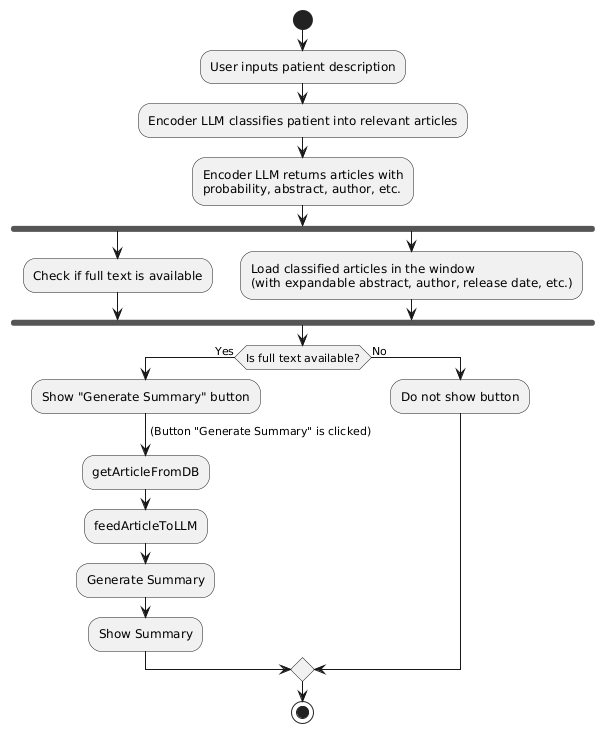 User inputs patient description
Encoder LLM classifies patient into relevant articles
Encoder LLM returns articles with
probability, abstract, author, etc.
Check if full text is available
Load classified articles in the window
(with expandable abstract, author, release date, etc.)
Is full text available?
Yes
No
Show "Generate Summary" button
Do not show button
(Button "Generate Summary" is clicked)
getArticleFromDB
feedArticleToLLM
Generate Summary
Show Summary